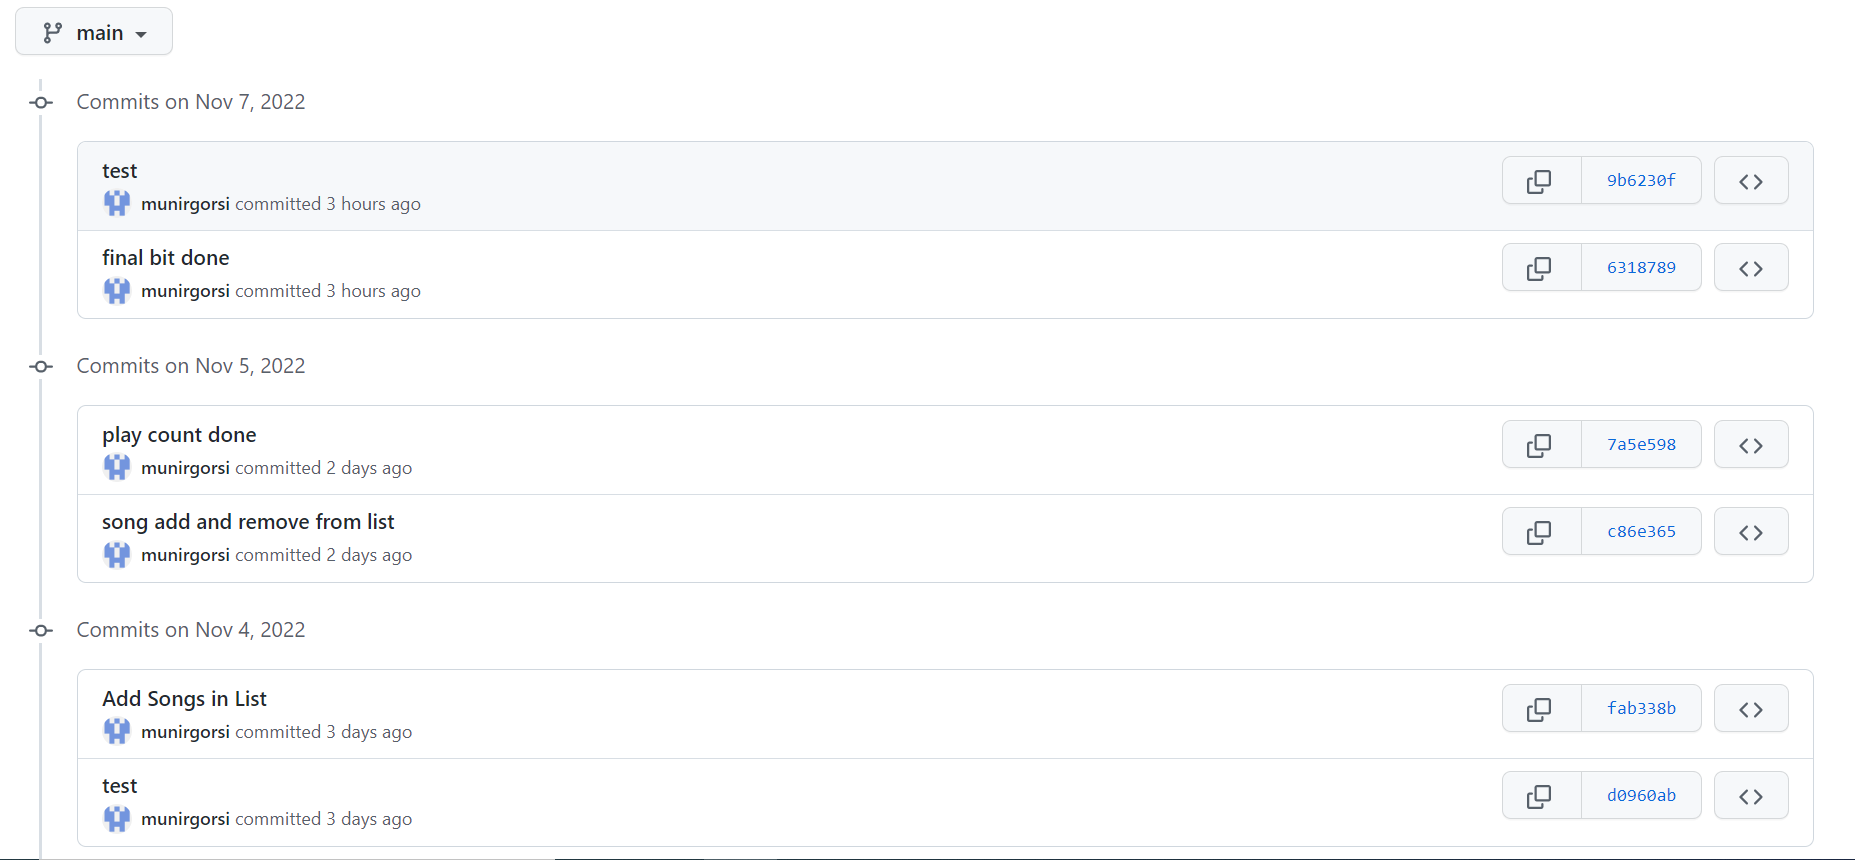 main
Commits on Nov 7, 2022
test
9b6230f
munirgorsi committed 3 hours ago
final bit done
6318789
munirgorsi committed 3 hours ago
Commits on Nov 5, 2022
play count done
7a5e598
munirgorsi committed 2 days ago
song add and remove from list
c86e365
munirgorsi committed 2 days ago
Commits on Nov 4, 2022
Add Songs in List
fab338b
munirgorsi committed 3 days ago
test
d0960ab
munirgorsi committed 3 days ago